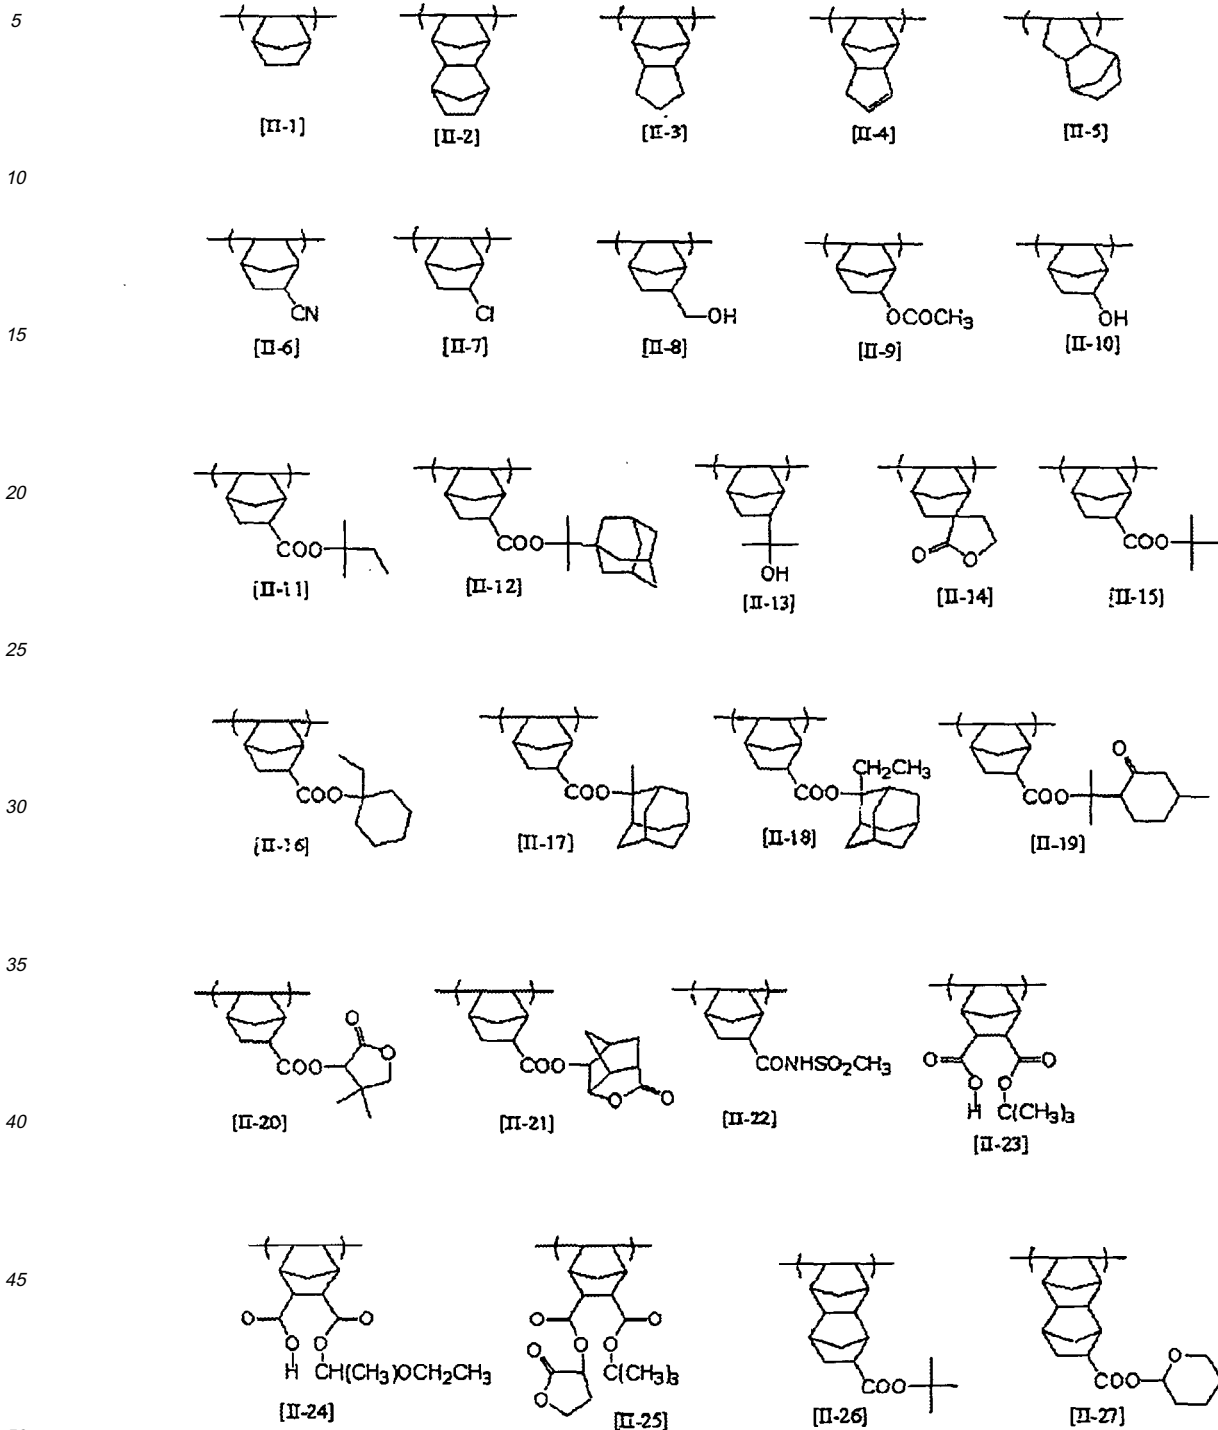 5
[II-1] [II-2] [II-3] [II-4] [II-5]
10
CN Cl OH OCOCH3 OH
15
[II-6] [II-7] [II-8] [II-9] [II-10]
20
COO COO OH O O COO
[II-11] [II-12] [II-13] [II-14] [II-15]
25
COO COO COO CH2CH3 COO O
30
[II-16] [II-17] [II-18] [II-19]
35
COO O O COO O O CONHSO2CH3 O O O O H C(CH3)3
40
[II-20] [II-21] [II-22] [II-23]
45
O O O O H CH(CH3)OCH2CH3 O O O O O O C(CH3)3 COO COO O
[II-24] [II-25] [II-26] [II-27]